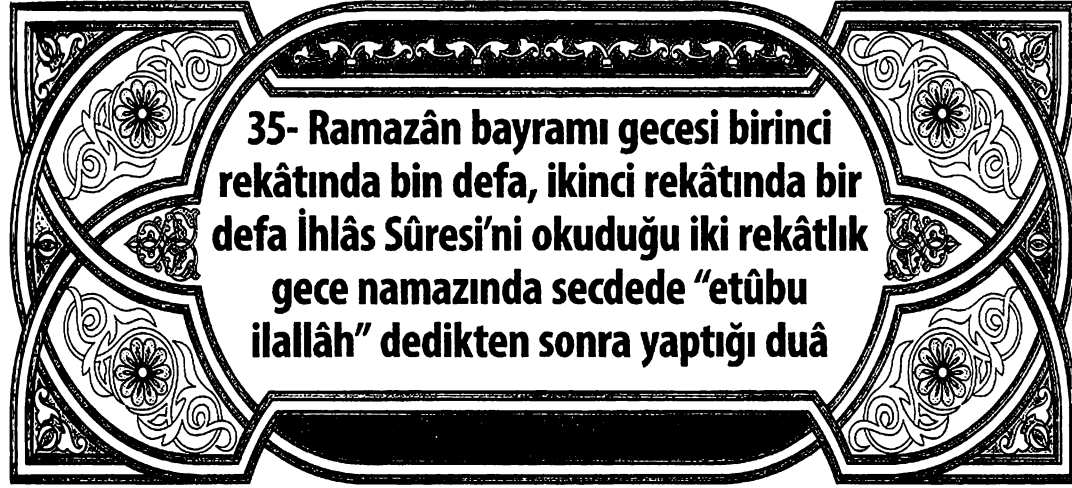 35- Ramazân bayramı gecesi birinci
rekâtında bin defa, ikinci rekâtında bir
defa İhlâs Sûresi’ni okuduğu iki rekâtlık
gece namazında secdede “etûbu
ilallâh” dedikten sonra yaptığı duâ